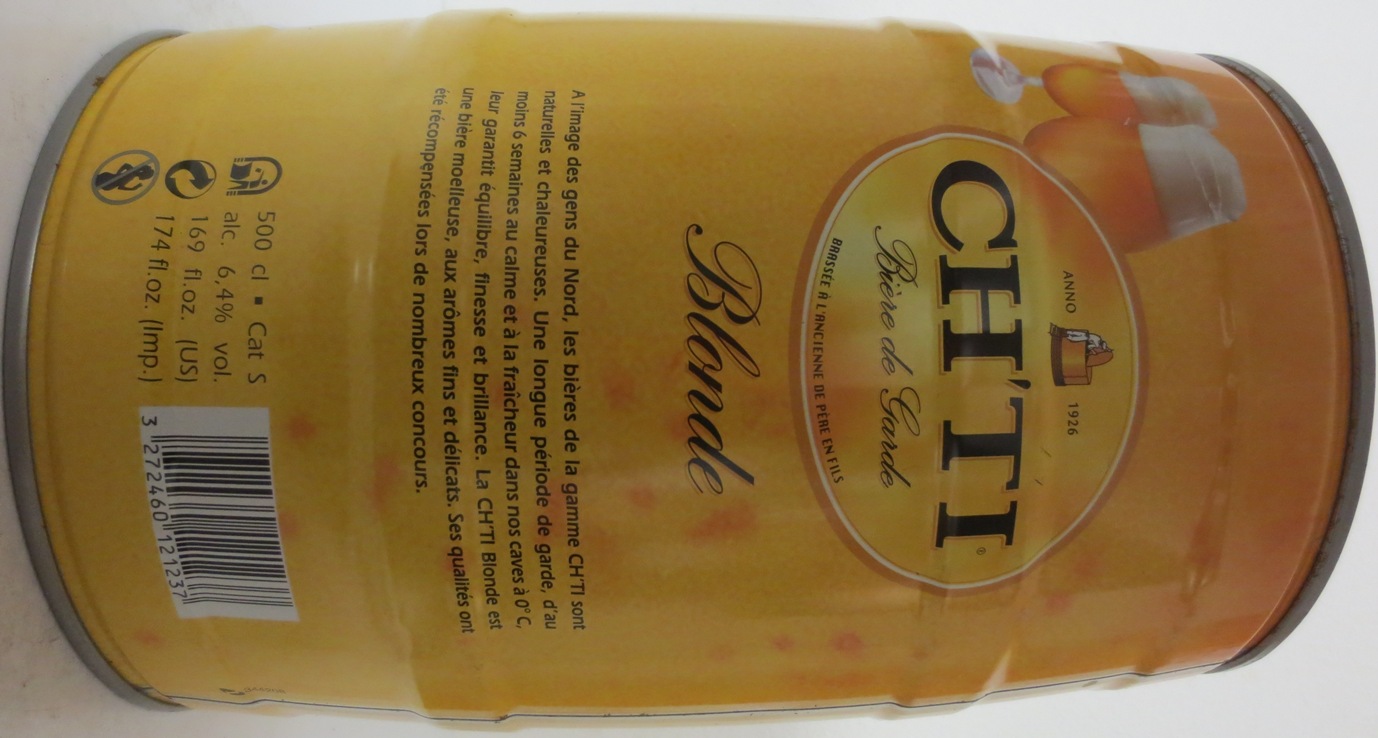 ANNO 1926
CH'TI®
Bière de Garde
BRASSÉE À L'ANCIENNE DE PÈRE EN FILS
Blonde
A l'image des gens du Nord, les bières de la gamme CH'TI sont
naturelles et chaleureuses. Une longue période de garde, d'au
moins 6 semaines au calme et à la fraîcheur dans nos caves à 0° C,
leur garantit équilibre, finesse et brillance. La CH'TI Blonde est
une bière moelleuse, aux arômes fins et délicats. Ses qualités ont
été récompensées lors de nombreux concours.
500 cl ▪ Cat S
alc. 6,4% vol.
169 fl.oz. (US)
174 fl.oz. (Imp.)
3 272460 121237